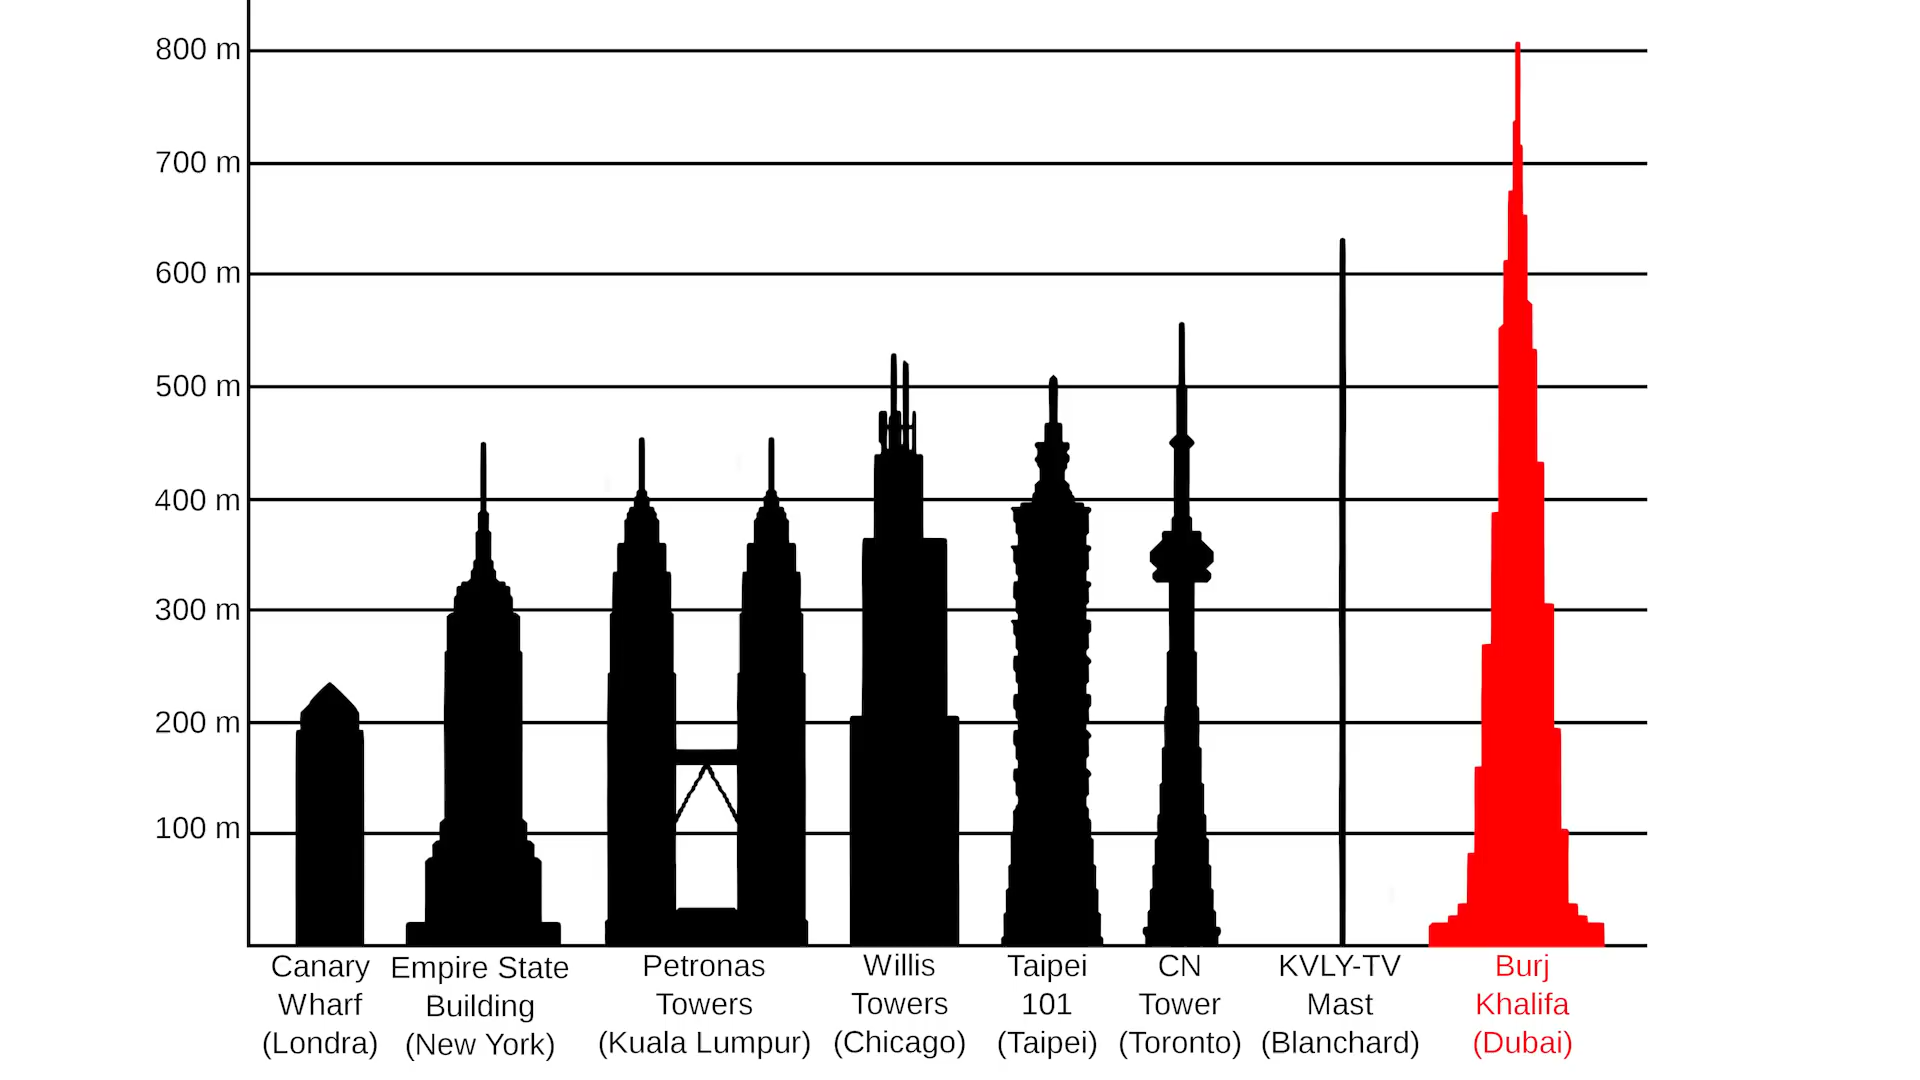 800 m
700 m
600 m
500 m
400 m
300 m
200 m
100 m
Canary
Wharf
(Londra)
Empire State
Building
(New York)
Petronas
Towers
(Kuala Lumpur)
Willis
Towers
(Chicago)
Taipei
101
(Taipei)
CN
Tower
(Toronto)
KVLY-TV
Mast
(Blanchard)
Burj
Khalifa
(Dubai)